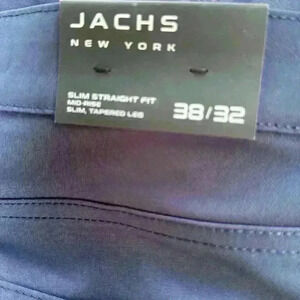 JACHS
NEW YORK
SLIM STRAIGHT FIT
MID-RISE
SLIM, TAPERED LEG
38/32